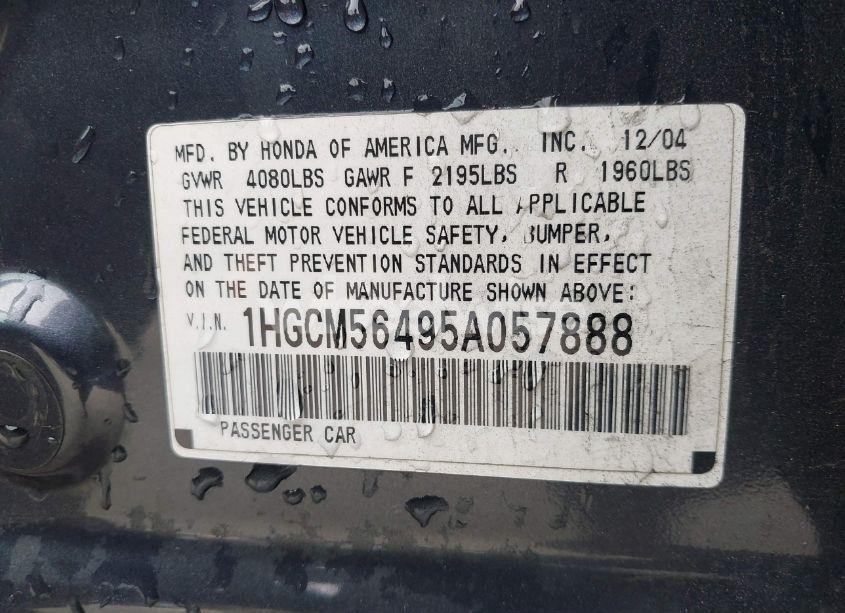 MFD. BY HONDA OF AMERICA MFG. INC. 12/04
GVWR 4080LBS GAWR F 2195LBS R 1960LBS
THIS VEHICLE CONFORMS TO ALL APPLICABLE
FEDERAL MOTOR VEHICLE SAFETY, BUMPER,
AND THEFT PREVENTION STANDARDS IN EFFECT
ON THE DATE OF MANUFACTURE SHOWN ABOVE:
V.I.N. 1HGCM56495A057888
PASSENGER CAR